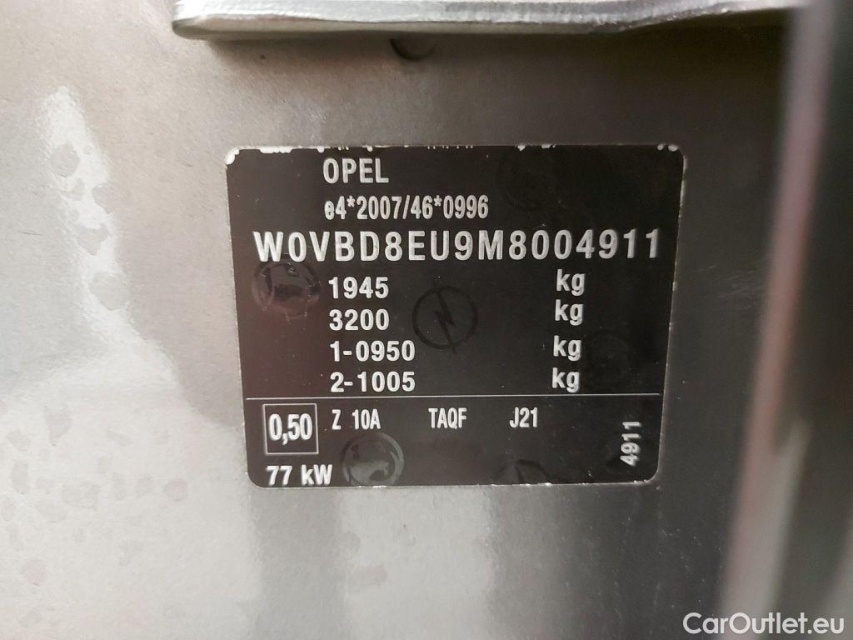 OPEL
e4*2007/46*0996
W0VBD8EU9M8004911
1945 kg
3200 kg
1-0950 kg
2-1005 kg
0,50 Z 10A TAQF J21
4911
77 kW
CarOutlet.eu